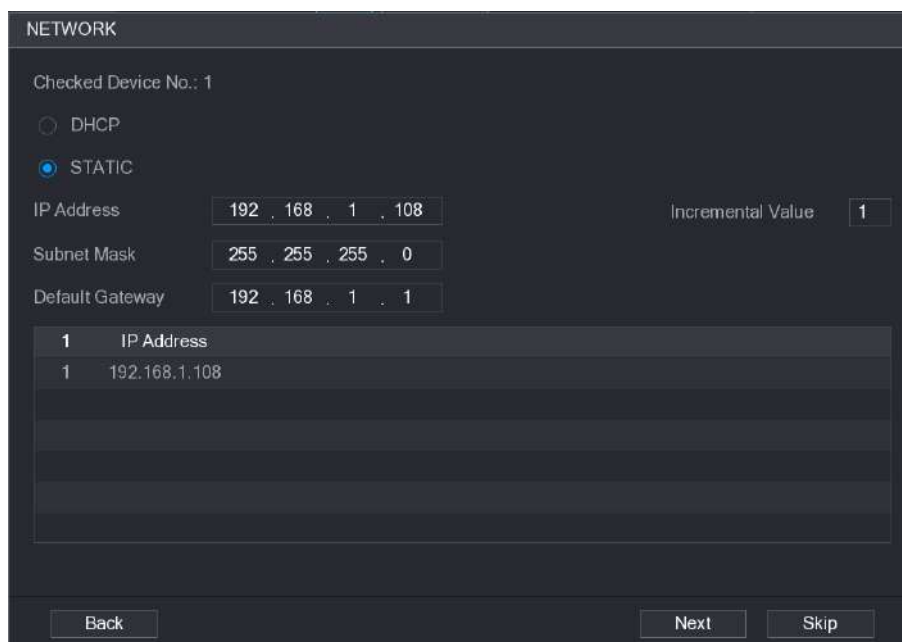 NETWORK
Checked Device No.: 1
DHCP
STATIC
IP Address 192 . 168 . 1 . 108 Incremental Value 1
Subnet Mask 255 . 255 . 255 . 0
Default Gateway 192 . 168 . 1 . 1
1 IP Address
1 192.168.1.108
Back Next Skip